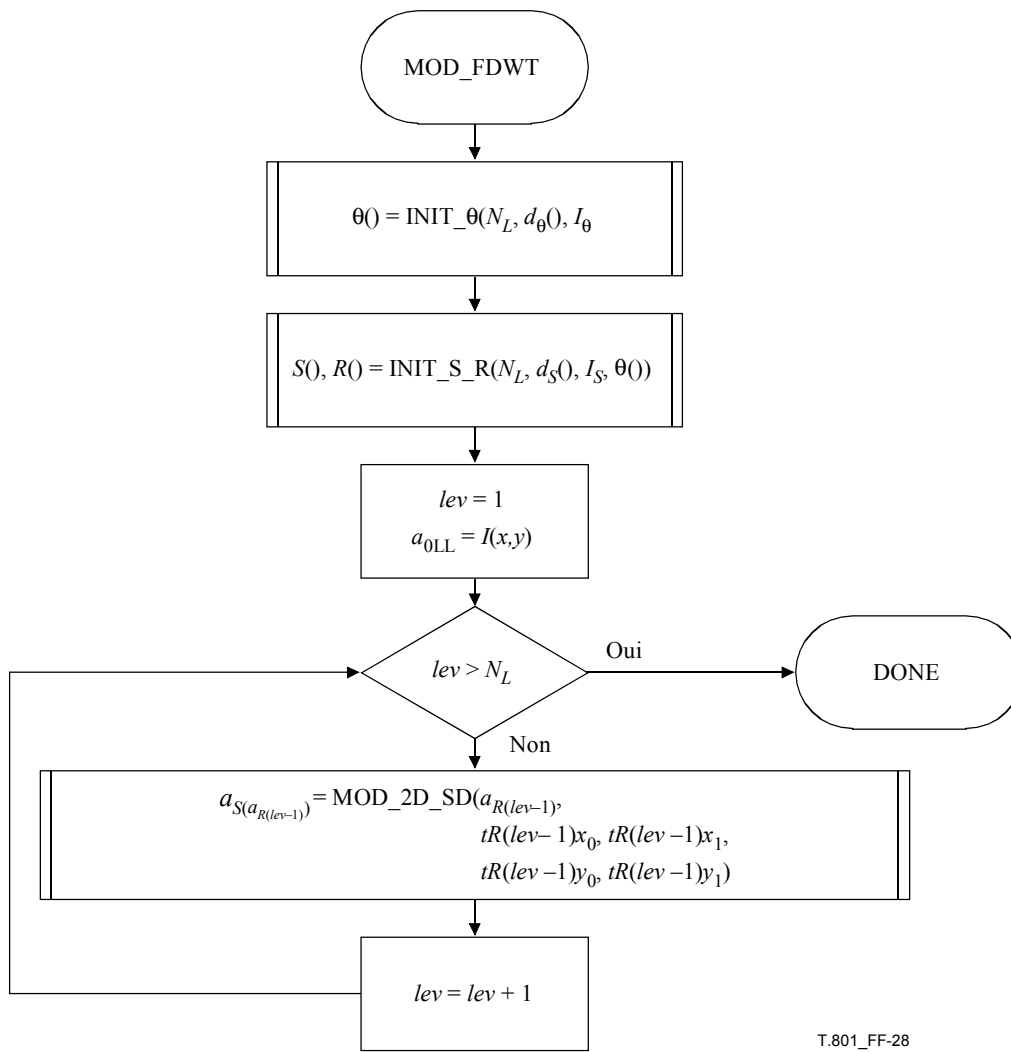 MOD_FDWT
θ() = INIT_θ(N_L, d_θ(), I_θ
S(), R() = INIT_S_R(N_L, d_S(), I_S, θ())
lev = 1
a_0LL = I(x,y)
lev > N_L
Oui
DONE
Non
a_S(a_R(lev–1)) = MOD_2D_SD(a_R(lev–1),
tR(lev– 1)x_0, tR(lev –1)x_1,
tR(lev –1)y_0, tR(lev –1)y_1)
lev = lev + 1
T.801_FF-28